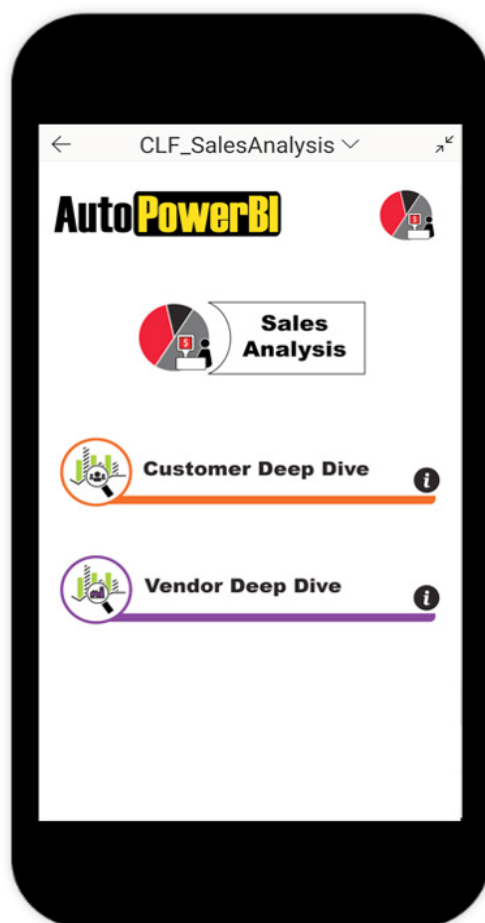 CLF_SalesAnalysis
AutoPowerBI
$
Sales
Analysis
$
Customer Deep Dive
i
Vendor Deep Dive
i